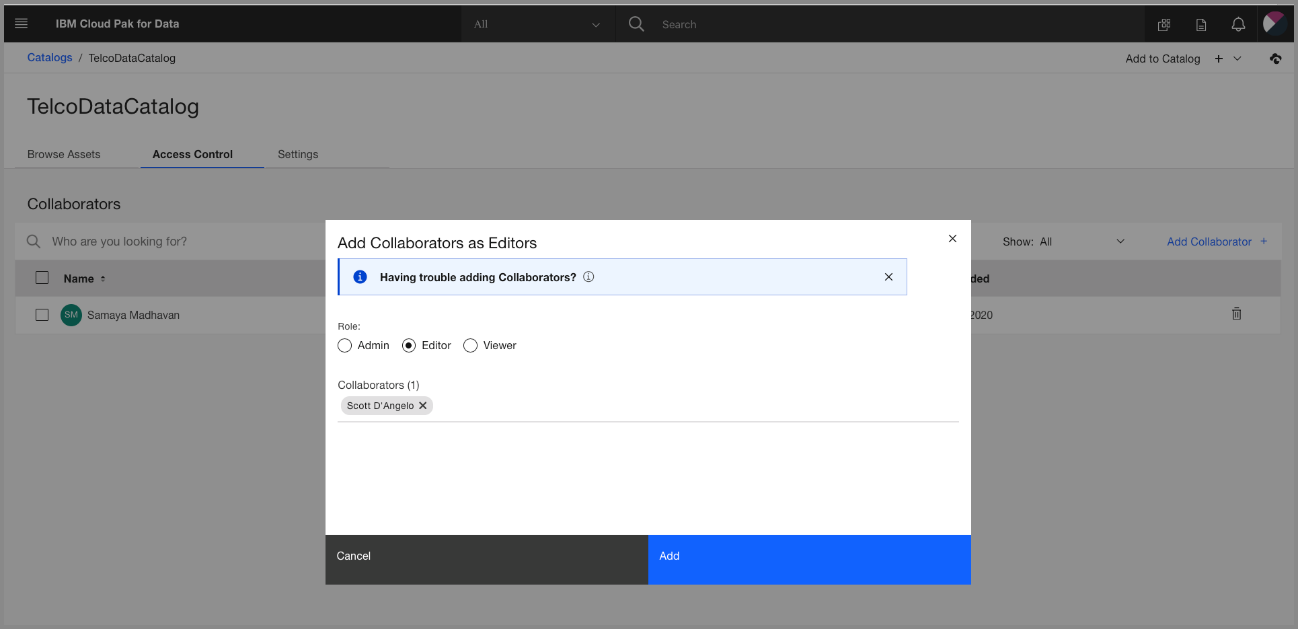 IBM Cloud Pak for Data All Search
Catalogs / TelcoDataCatalog Add to Catalog +
TelcoDataCatalog
Browse Assets Access Control Settings
Collaborators
Who are you looking for? Show: All Add Collaborator +
Name ded
SM Samaya Madhavan 2020
Add Collaborators as Editors
Having trouble adding Collaborators?
Role:
Admin Editor Viewer
Collaborators (1)
Scott D'Angelo
Cancel Add